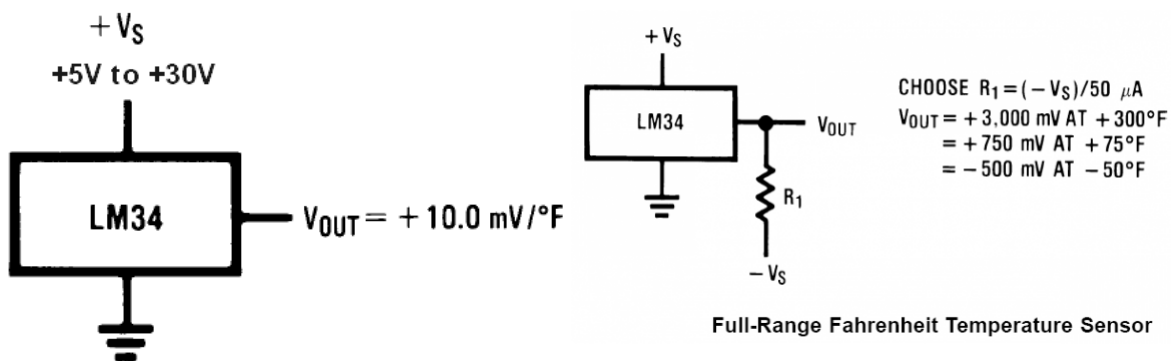 + VS
+5V to +30V
LM34
VOUT = + 10.0 mV/°F
+ VS
LM34
VOUT
R1
− VS
CHOOSE R1 = (− VS)/50 μA
VOUT = + 3,000 mV AT + 300°F
= + 750 mV AT + 75°F
= − 500 mV AT − 50°F
Full-Range Fahrenheit Temperature Sensor